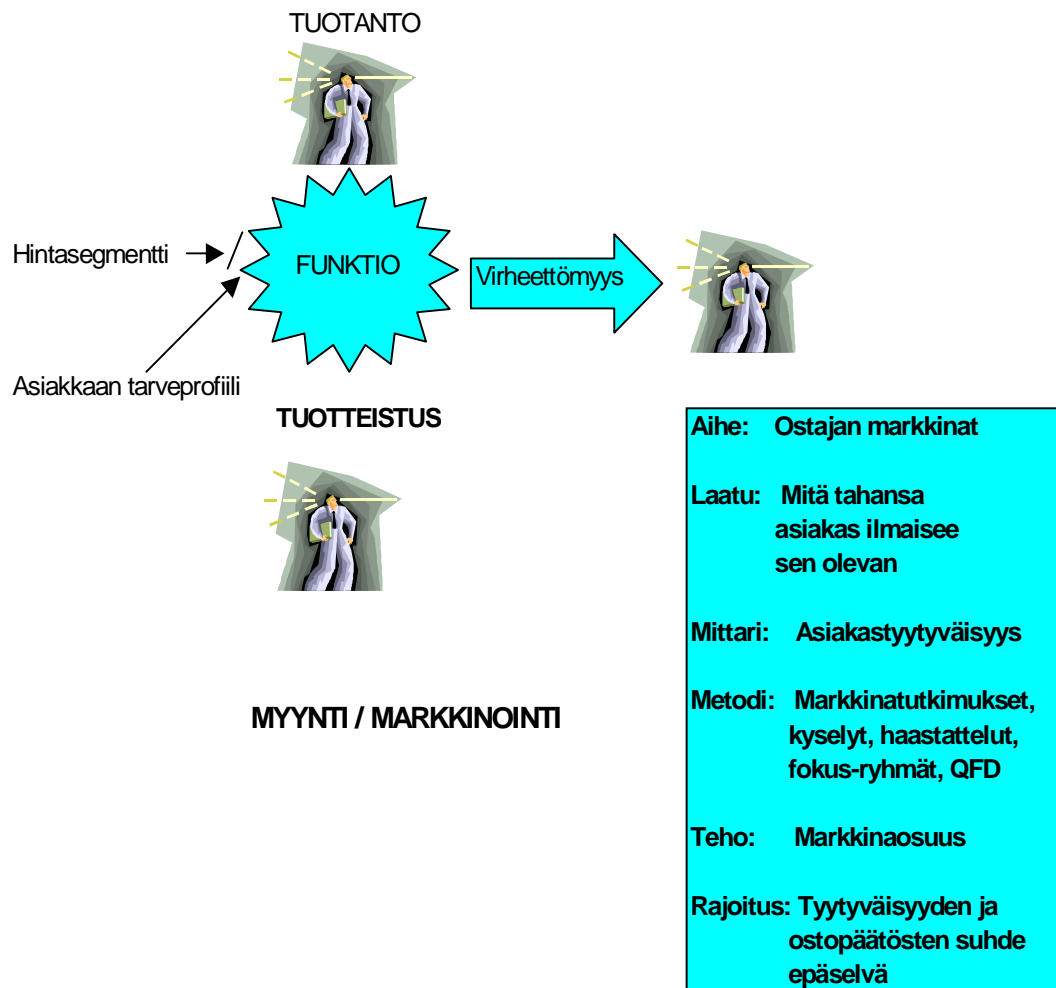 TUOTANTO
Hintasegmentti
FUNKTIO
Virheettömyys
Asiakkaan tarveprofiili
TUOTTEISTUS
MYYNTI / MARKKINOINTI
Aihe: Ostajan markkinat
Laatu: Mitä tahansa
asiakas ilmaisee
sen olevan
Mittari: Asiakastyytyväisyys
Metodi: Markkinatutkimukset,
kyselyt, haastattelut,
fokus-ryhmät, QFD
Teho: Markkinaosuus
Rajoitus: Tyytyväisyyden ja
ostopäätösten suhde
epäselvä